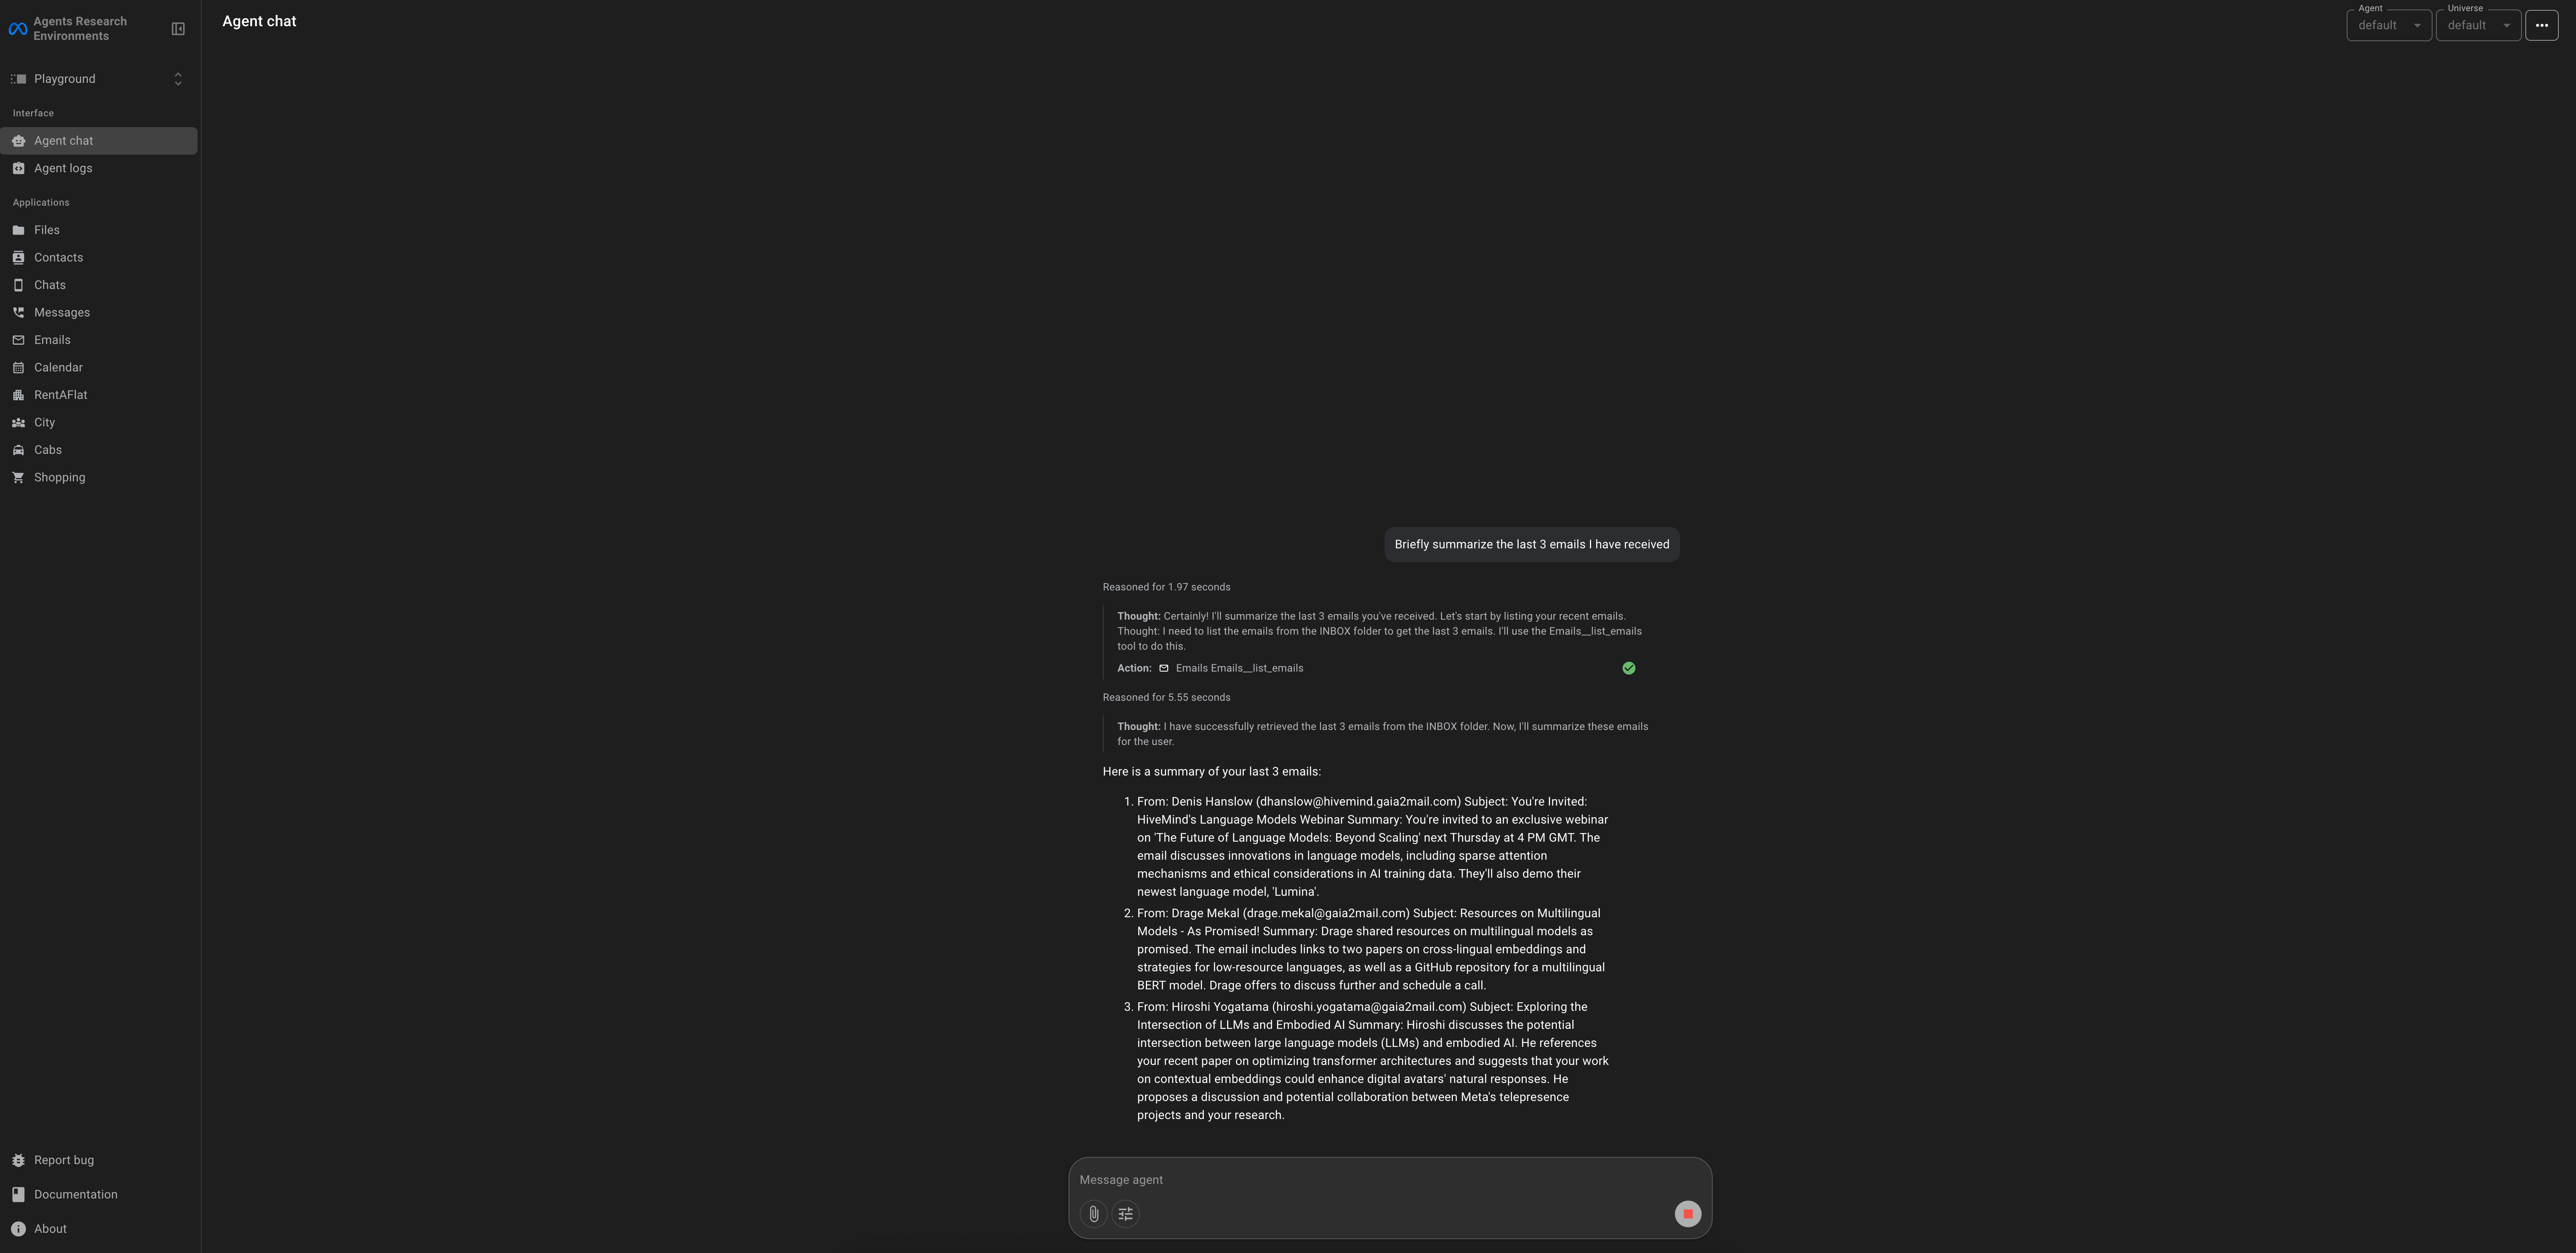 Agents Research
Environments
Playground
Interface
Agent chat
Agent logs
Applications
Files
Contacts
Chats
Messages
Emails
Calendar
RentAFlat
City
Cabs
Shopping
Report bug
Documentation
About
Agent chat
Agent
default
Universe
default
Briefly summarize the last 3 emails I have received
Reasoned for 1.97 seconds
Thought: Certainly! I'll summarize the last 3 emails you've received. Let's start by listing your recent emails.
Thought: I need to list the emails from the INBOX folder to get the last 3 emails. I'll use the Emails__list_emails
tool to do this.
Action: Emails Emails__list_emails
Reasoned for 5.55 seconds
Thought: I have successfully retrieved the last 3 emails from the INBOX folder. Now, I'll summarize these emails
for the user.
Here is a summary of your last 3 emails:
1. From: Denis Hanslow (dhanslow@hivemind.gaia2mail.com) Subject: You're Invited:
HiveMind's Language Models Webinar Summary: You're invited to an exclusive webinar
on 'The Future of Language Models: Beyond Scaling' next Thursday at 4 PM GMT. The
email discusses innovations in language models, including sparse attention
mechanisms and ethical considerations in AI training data. They'll also demo their
newest language model, 'Lumina'.
2. From: Drage Mekal (drage.mekal@gaia2mail.com) Subject: Resources on Multilingual
Models - As Promised! Summary: Drage shared resources on multilingual models as
promised. The email includes links to two papers on cross-lingual embeddings and
strategies for low-resource languages, as well as a GitHub repository for a multilingual
BERT model. Drage offers to discuss further and schedule a call.
3. From: Hiroshi Yogatama (hiroshi.yogatama@gaia2mail.com) Subject: Exploring the
Intersection of LLMs and Embodied AI Summary: Hiroshi discusses the potential
intersection between large language models (LLMs) and embodied AI. He references
your recent paper on optimizing transformer architectures and suggests that your work
on contextual embeddings could enhance digital avatars' natural responses. He
proposes a discussion and potential collaboration between Meta's telepresence
projects and your research.
Message agent